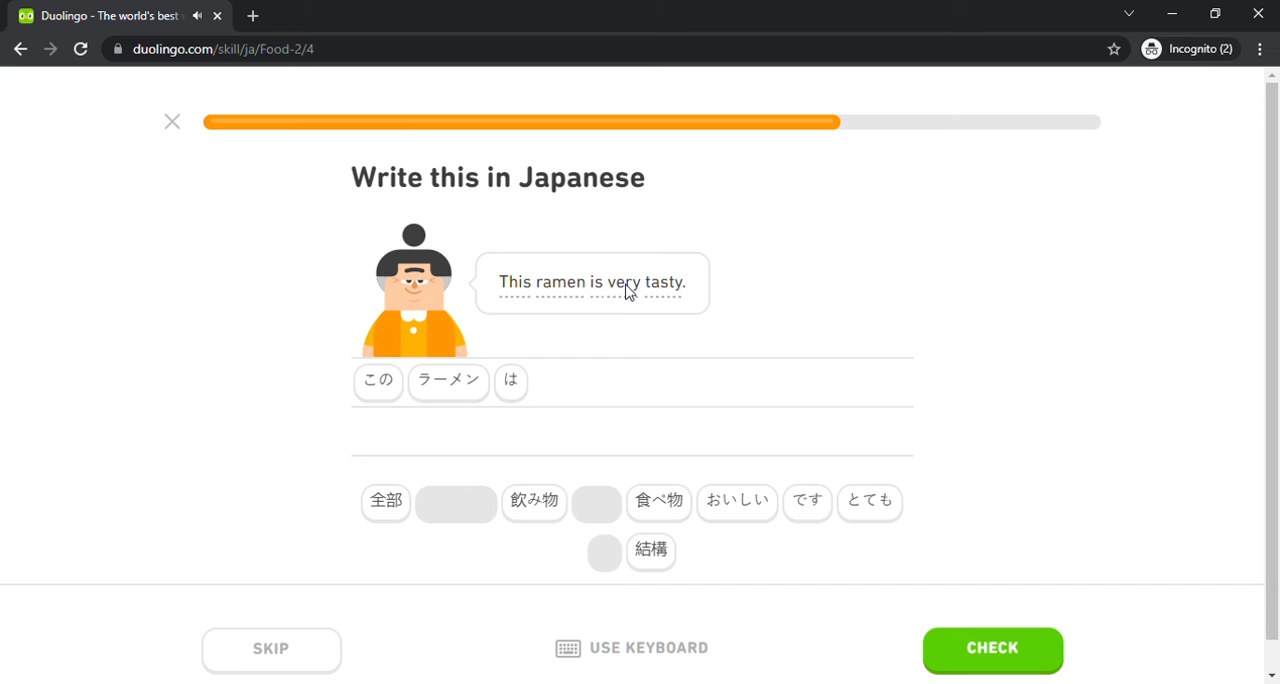 Duolingo - The world's best
duolingo.com/skill/ja/Food-2/4
Incognito (2)
Write this in Japanese
This ramen is very tasty.
この ラーメン は
全部 飲み物 食べ物 おいしい です とても
結構
SKIP
USE KEYBOARD
CHECK